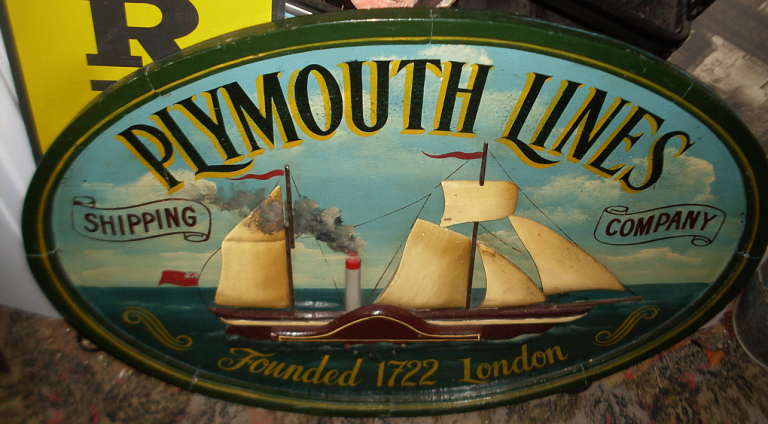 R
PLYMOUTH LINES
SHIPPING
COMPANY
Founded 1722 London